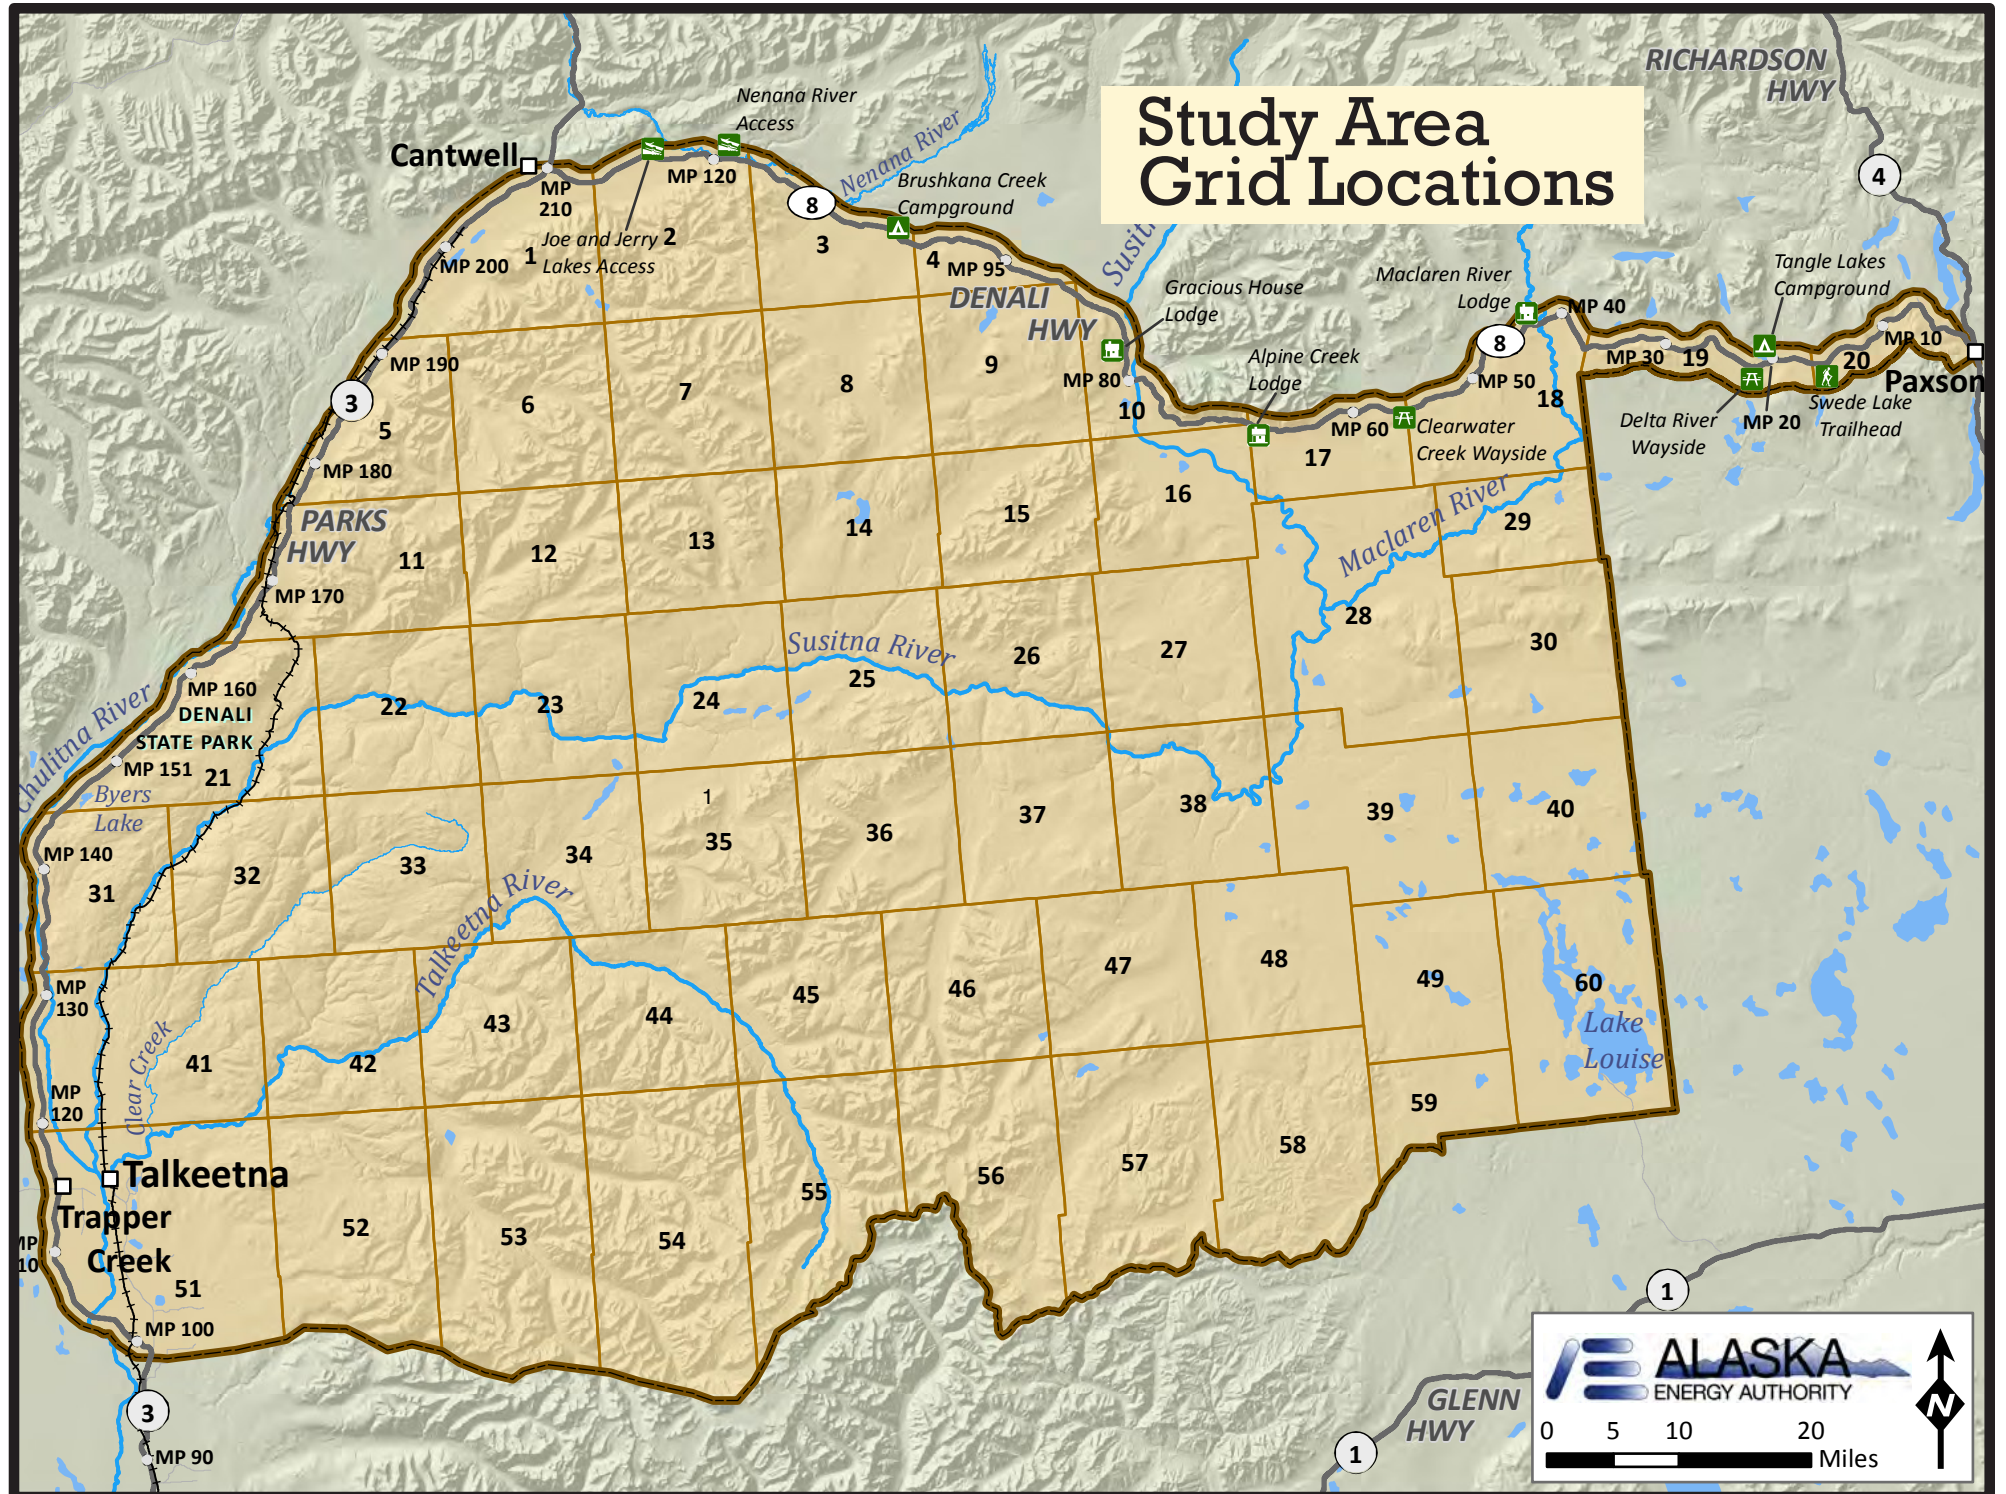 Study Area
Grid Locations
RICHARDSON
HWY
4
Nenana River
Access
Nenana River
Cantwell
MP
210
MP 120
8
Brushkana Creek
Campground
Joe and Jerry
Lakes Access
1
2
3
4
MP 95
MP 200
DENALI
HWY
Gracious House
Lodge
Maclaren River
Lodge
MP 40
Tangle Lakes
Campground
8
MP 30
19
20
MP 10
Paxson
MP 190
3
5
6
7
8
9
MP 80
10
Alpine Creek
Lodge
MP 50
18
MP 60
Clearwater
Creek Wayside
Delta River
Wayside
MP 20
Swede Lake
Trailhead
MP 180
17
16
PARKS
HWY
11
12
13
14
15
Maclaren River
29
MP 170
28
30
Susitna River
26
27
MP 160
DENALI
STATE PARK
Chulitna River
22
23
24
25
MP 151
21
Byers
Lake
MP 140
31
32
33
34
1
35
36
37
38
39
40
Talkeetna River
MP
130
41
42
43
44
45
46
47
48
49
60
Lake
Louise
Clear Creek
MP
120
59
Talkeetna
Trapper
Creek
51
52
53
54
55
56
57
58
MP 100
3
MP 90
1
GLENN
HWY
1
ALASKA
ENERGY AUTHORITY
0 5 10 20
Miles
N